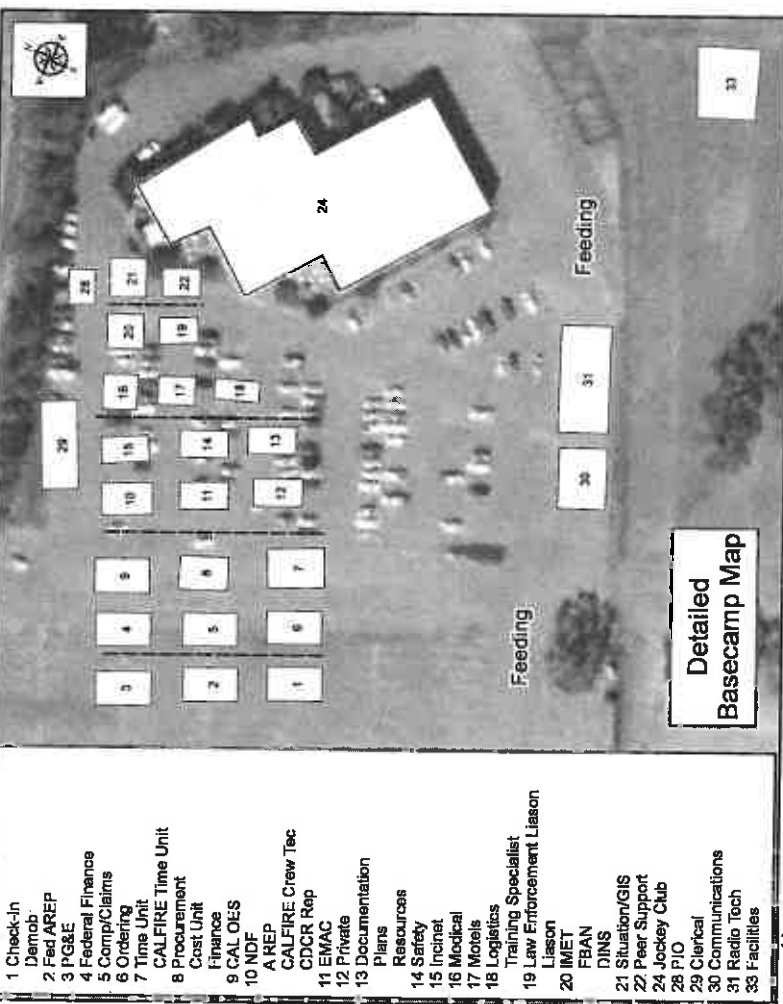 1 Check-In
Demob
2 Fed AREP
3 PG&E
4 Federal Finance
5 Comp/Claims
6 Ordering
7 Time Unit
CALFIRE Time Unit
8 Procurement
Cost Unit
Finance
9 CAL OES
10 NDF
A REP
CALFIRE Crew Tec
CDCR Rep
11 EMAC
12 Private
13 Documentation
Plans
Resources
14 Safety
15 Incinet
16 Medical
17 Motels
18 Logistics
Training Specialist
19 Law Enforcement Liason
Liason
20 IMET
FBAN
DINS
21 Situation/GIS
22 Peer Support
24 Jockey Club
28 PIO
29 Clerical
30 Communications
31 Radio Tech
33 Facilities
29
28
3
4
9
10
15
16
20
21
2
5
8
11
14
17
19
22
1
6
7
12
13
18
24
33
30
31
Feeding
Feeding
Detailed
Basecamp Map